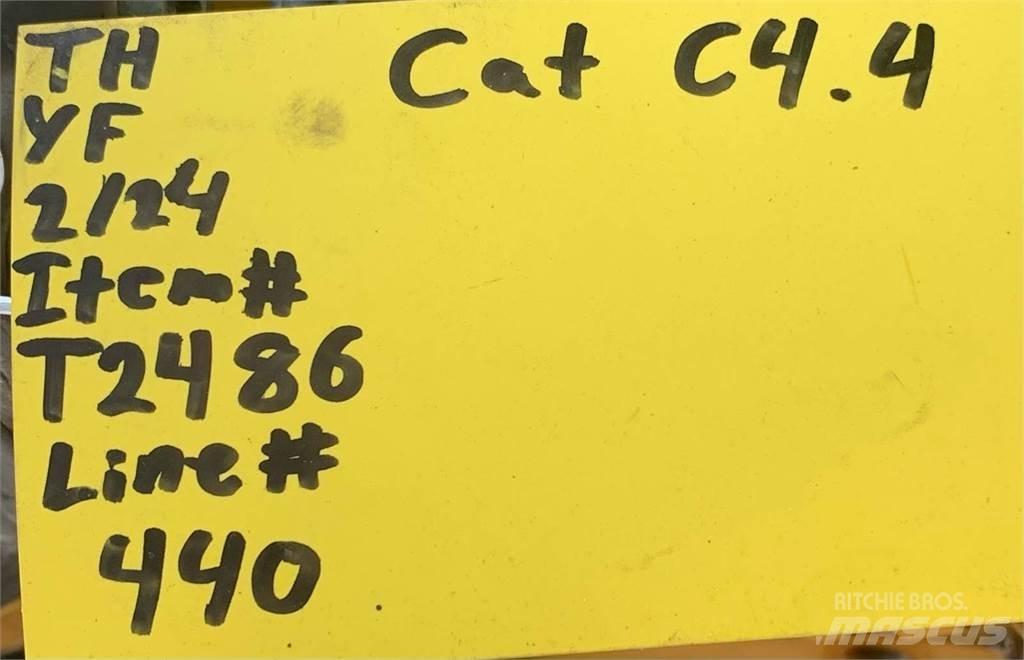 TH
Cat C4.4
YF
2/24
Item#
T2486
Line#
440
RITCHIE BROS.
MASCUS